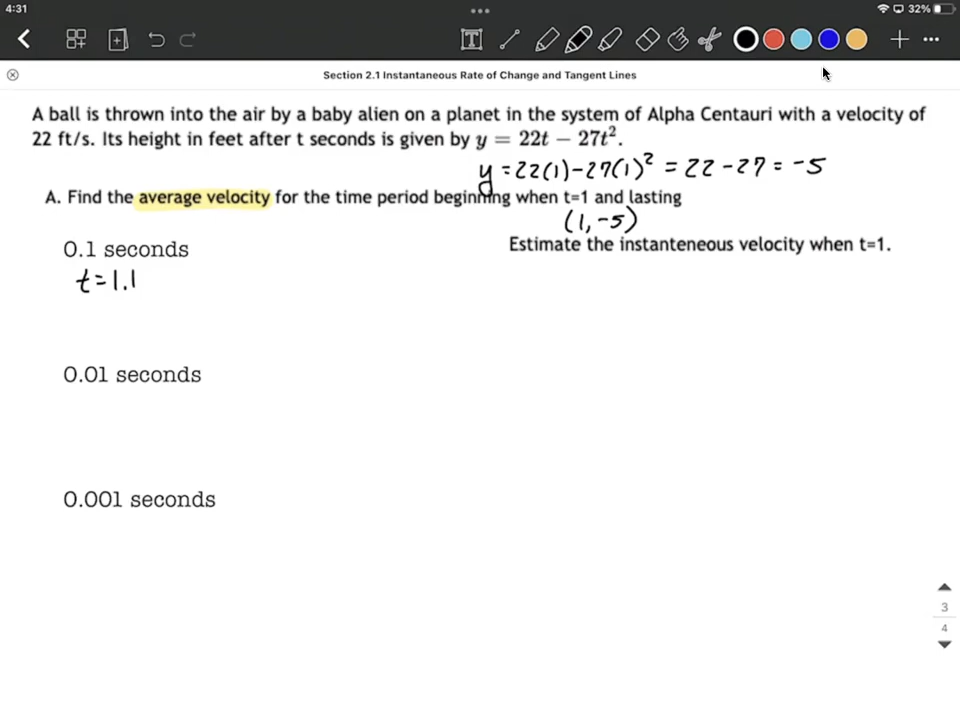 4:31
32%
Section 2.1 Instantaneous Rate of Change and Tangent Lines
A ball is thrown into the air by a baby alien on a planet in the system of Alpha Centauri with a velocity of
22 ft/s. Its height in feet after t seconds is given by y = 22t − 27t².
y = 22(1) − 27(1)² = 22 − 27 = −5
A. Find the average velocity for the time period beginning when t=1 and lasting
(1, −5)
0.1 seconds
Estimate the instanteneous velocity when t=1.
t = 1.1
0.01 seconds
0.001 seconds
3
4